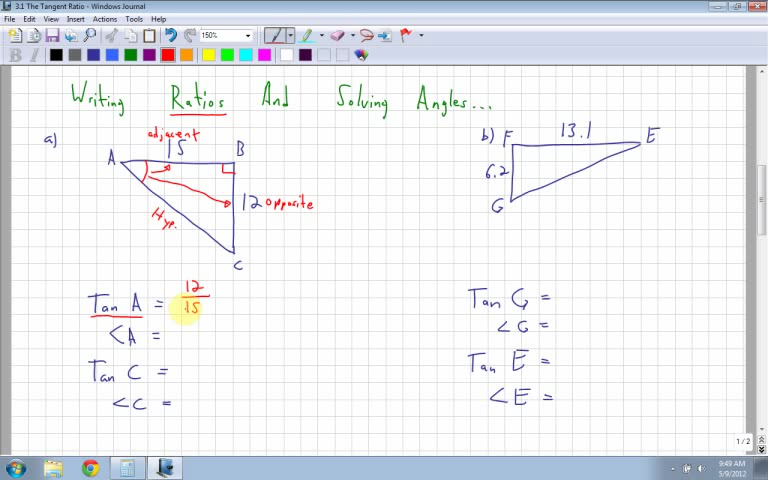 3.1 The Tangent Ratio - Windows Journal
File Edit View Insert Actions Tools Help
150%
B I
Writing Ratios And Solving Angles...
a)
adjacent
15
A B
12 opposite
Hyp.
C
Tan A = 12/15
<A =
Tan C =
<C =
b)
13.1
F E
6.2
G
Tan G =
<G =
Tan E =
<E =
1 / 2
9:49 AM
5/9/2012